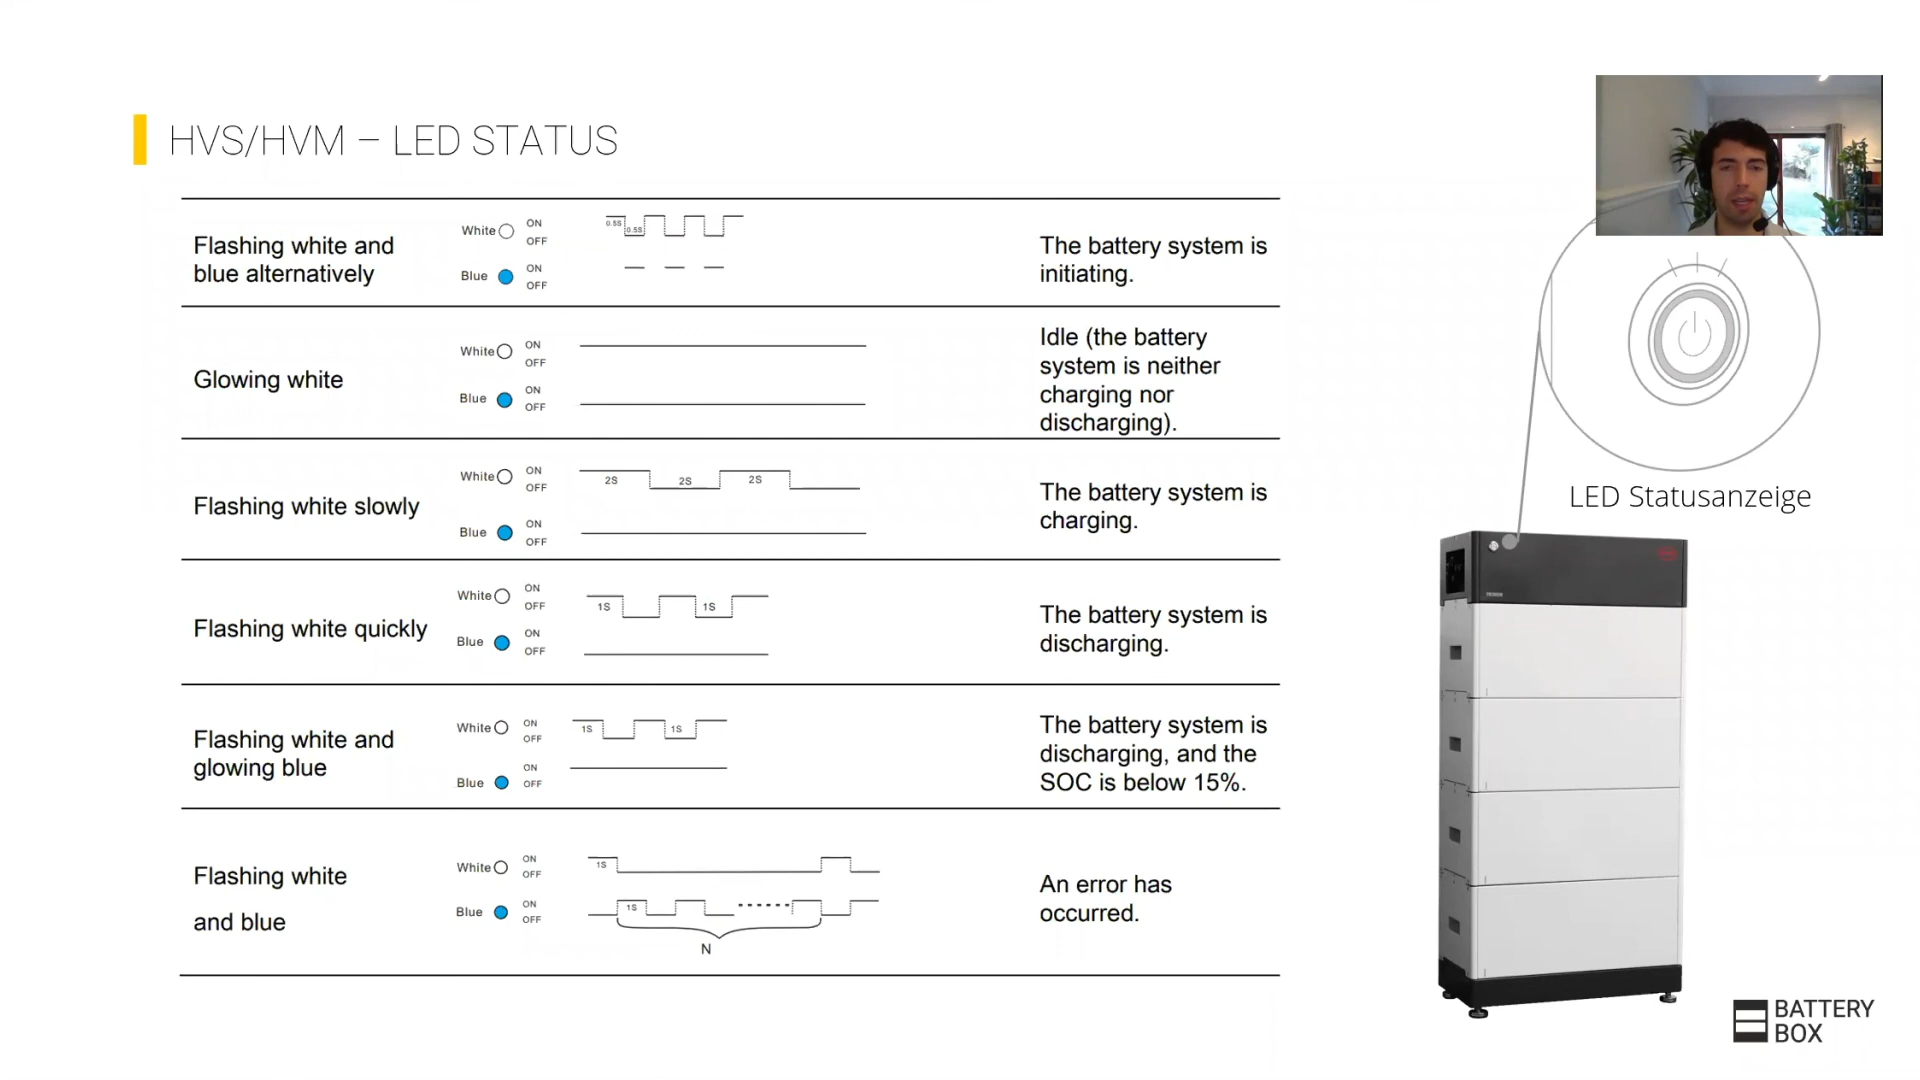 HVS/HVM – LED STATUS
Flashing white and
blue alternatively
White ON
OFF
Blue ON
OFF
0.5S
0.5S
The battery system is
initiating.
Glowing white
White ON
OFF
Blue ON
OFF
Idle (the battery
system is neither
charging nor
discharging).
Flashing white slowly
White ON
OFF
Blue ON
OFF
2S 2S 2S
The battery system is
charging.
Flashing white quickly
White ON
OFF
Blue ON
OFF
1S 1S
The battery system is
discharging.
Flashing white and
glowing blue
White ON
OFF
Blue ON
OFF
1S 1S
The battery system is
discharging, and the
SOC is below 15%.
Flashing white
and blue
White ON
OFF
Blue ON
OFF
1S
1S
N
An error has
occurred.
LED Statusanzeige
BATTERY
BOX